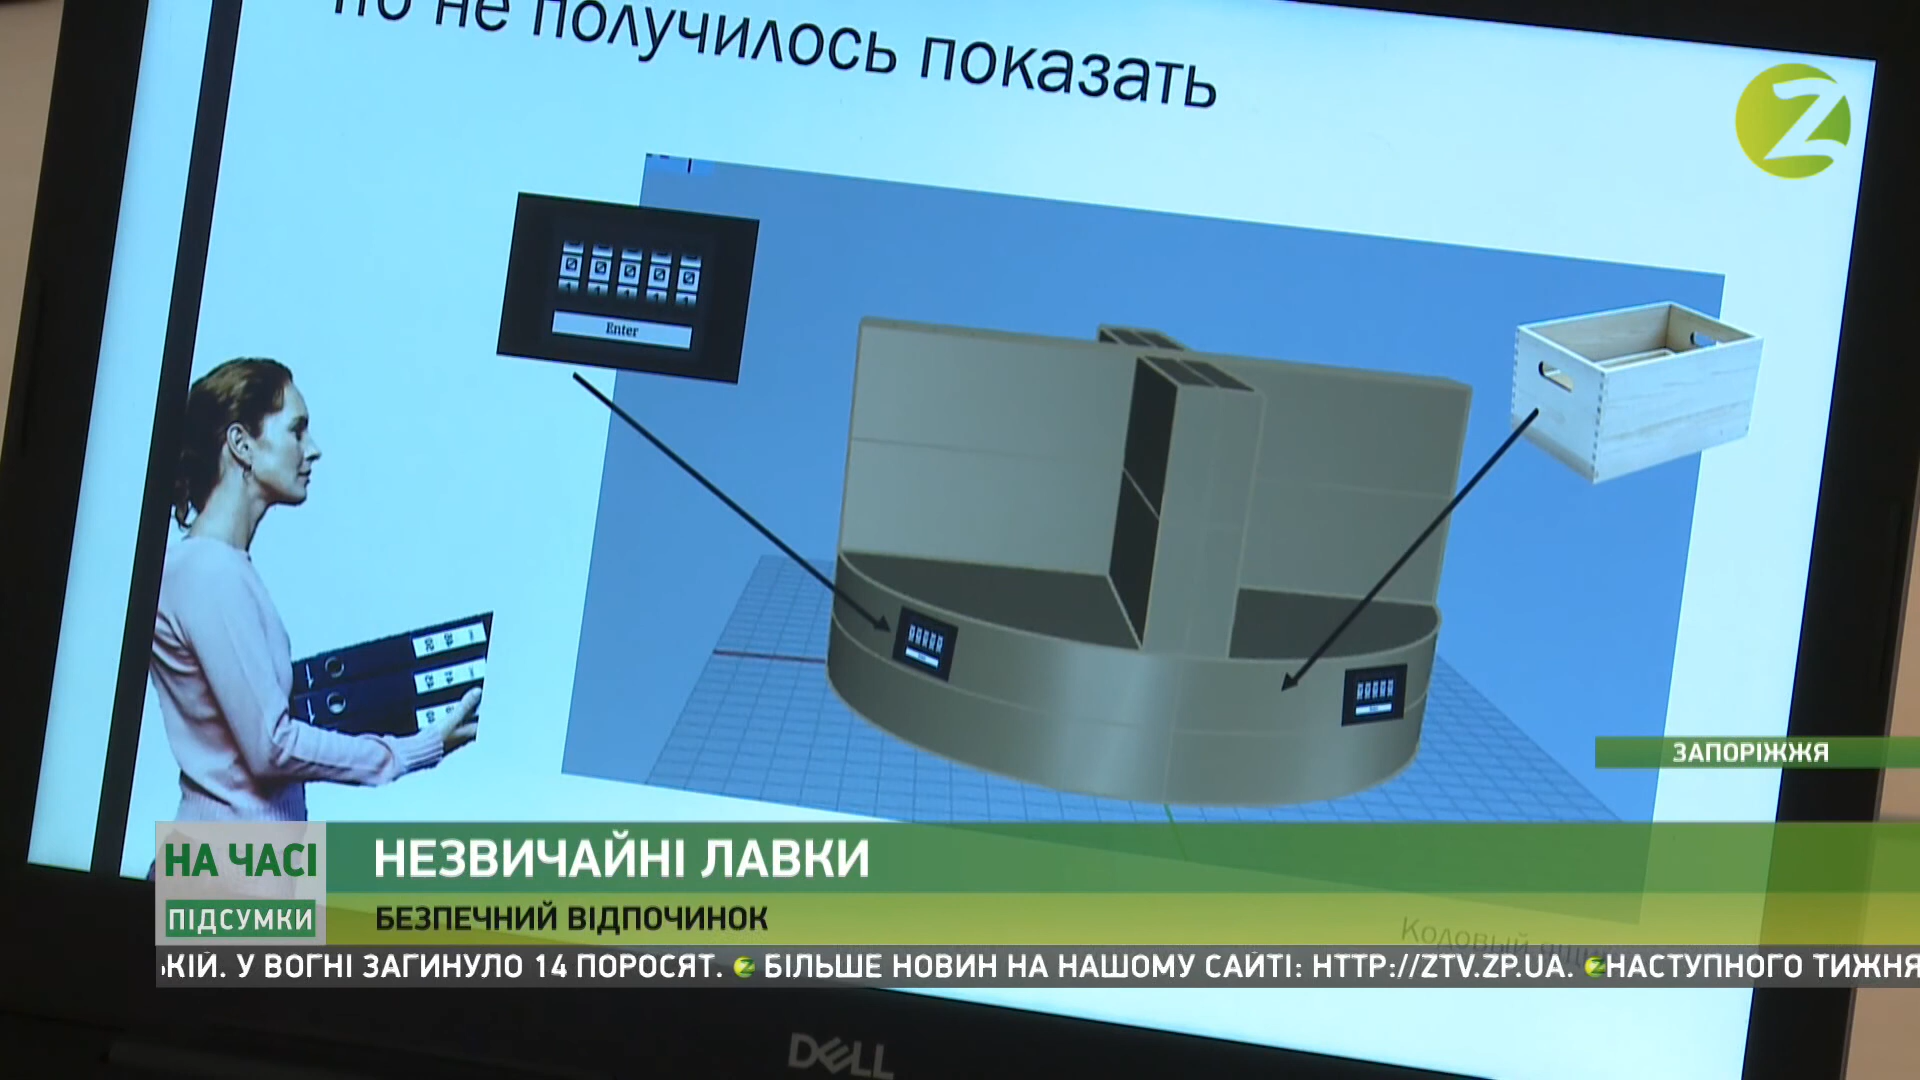 не получилось показать
Z
Enter
ЗАПОРІЖЖЯ
НА ЧАСІ
НЕЗВИЧАЙНІ ЛАВКИ
ПІДСУМКИ
БЕЗПЕЧНИЙ ВІДПОЧИНОК
Кодовый
КІЙ. У ВОГНІ ЗАГИНУЛО 14 ПОРОСЯТ. БІЛЬШЕ НОВИН НА НАШОМУ САЙТІ: HTTP://ZTV.ZP.UA. НАСТУПНОГО ТИЖНЯ
DELL